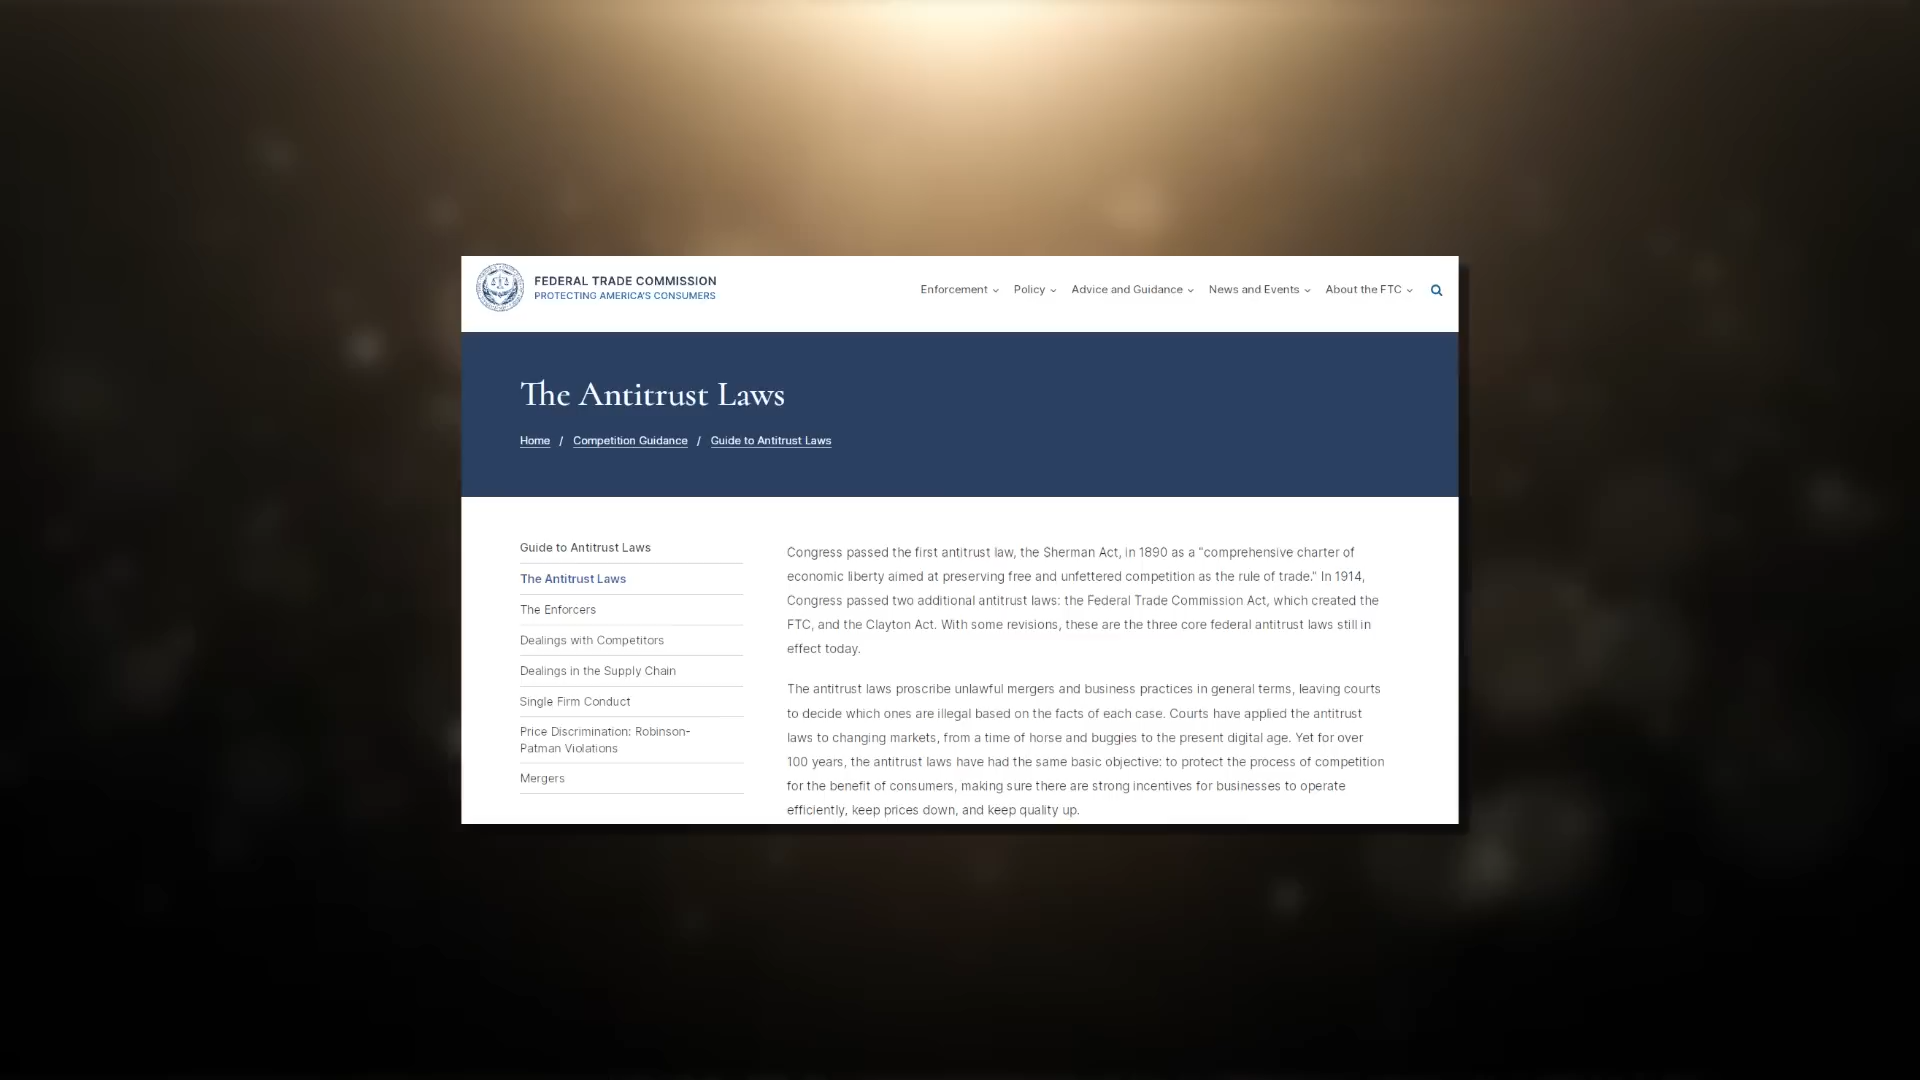 FEDERAL TRADE COMMISSION
PROTECTING AMERICA'S CONSUMERS
Enforcement Policy Advice and Guidance News and Events About the FTC
The Antitrust Laws
Home / Competition Guidance / Guide to Antitrust Laws
Guide to Antitrust Laws
The Antitrust Laws
The Enforcers
Dealings with Competitors
Dealings in the Supply Chain
Single Firm Conduct
Price Discrimination: Robinson-
Patman Violations
Mergers
Congress passed the first antitrust law, the Sherman Act, in 1890 as a "comprehensive charter of
economic liberty aimed at preserving free and unfettered competition as the rule of trade." In 1914,
Congress passed two additional antitrust laws: the Federal Trade Commission Act, which created the
FTC, and the Clayton Act. With some revisions, these are the three core federal antitrust laws still in
effect today.
The antitrust laws proscribe unlawful mergers and business practices in general terms, leaving courts
to decide which ones are illegal based on the facts of each case. Courts have applied the antitrust
laws to changing markets, from a time of horse and buggies to the present digital age. Yet for over
100 years, the antitrust laws have had the same basic objective: to protect the process of competition
for the benefit of consumers, making sure there are strong incentives for businesses to operate
efficiently, keep prices down, and keep quality up.